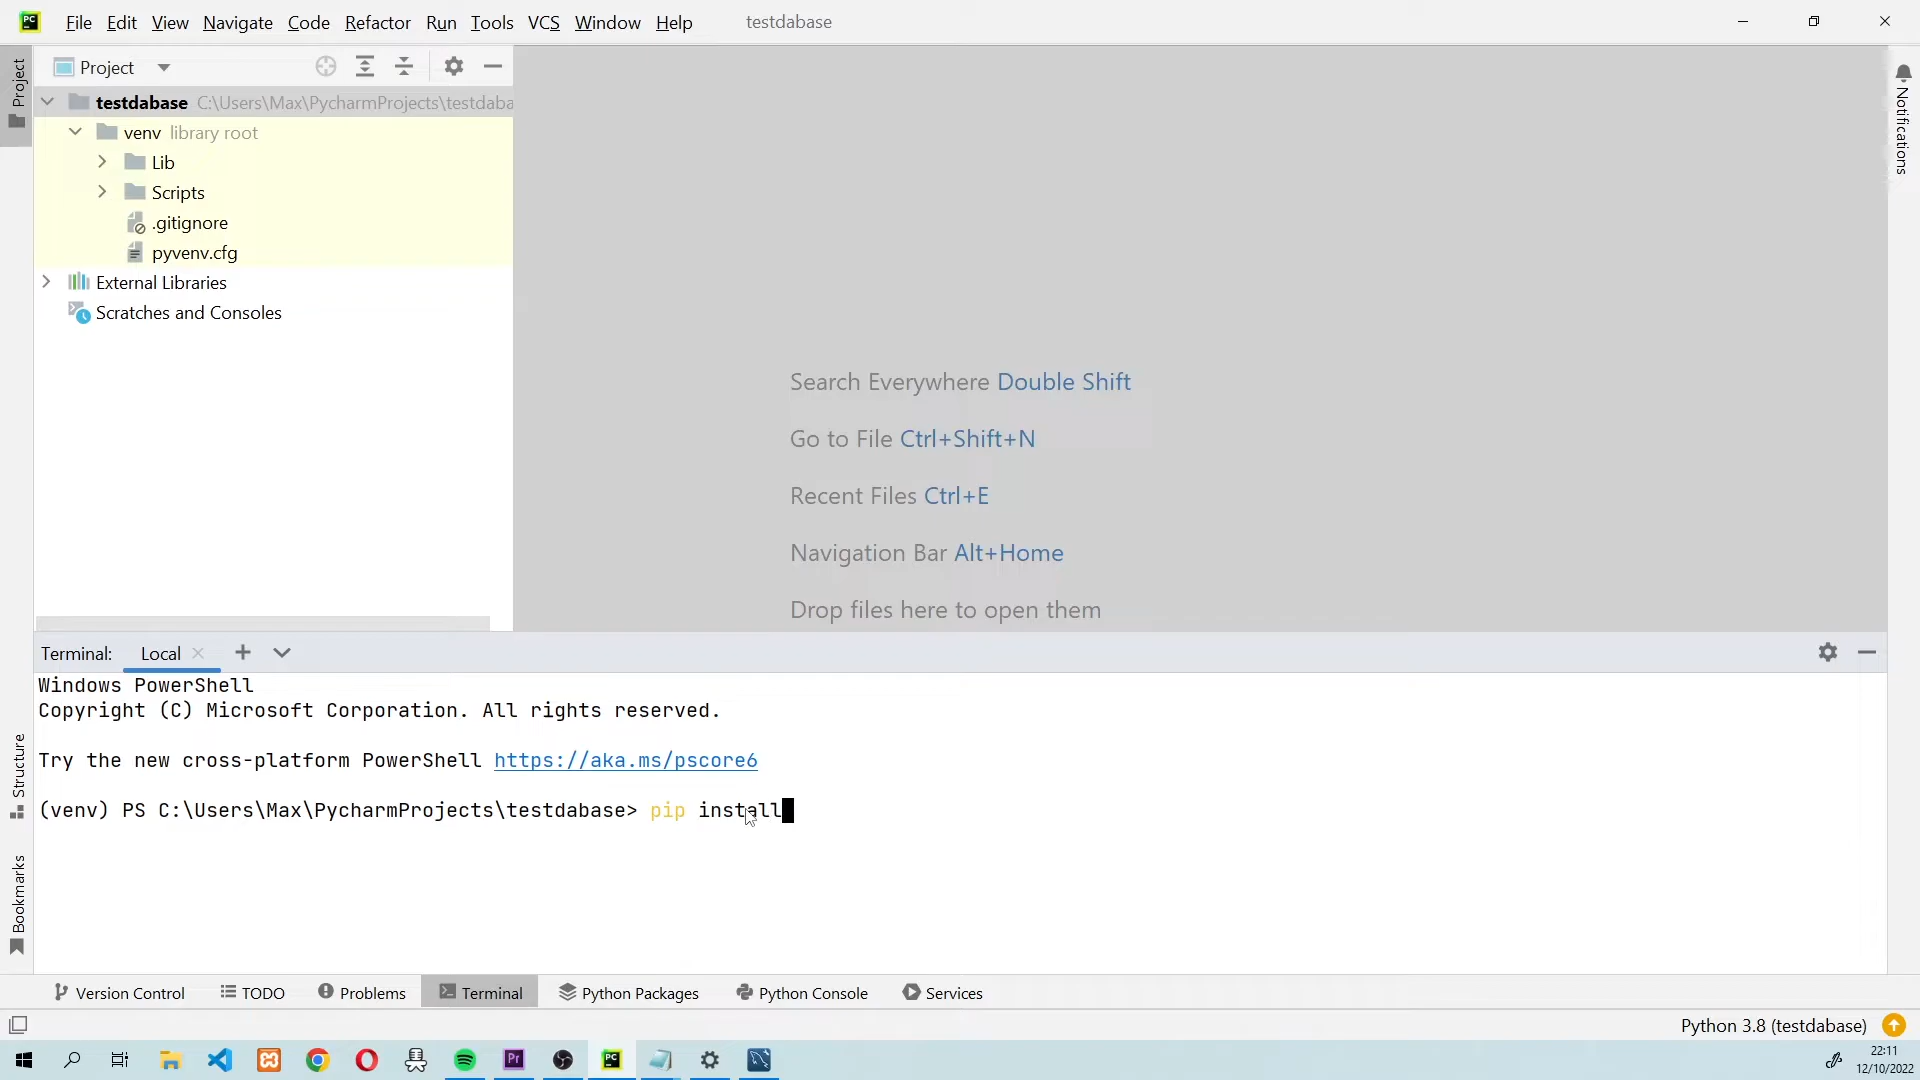 PC File Edit View Navigate Code Refactor Run Tools VCS Window Help testdabase
Project
Project
testdabase C:\Users\Max\PycharmProjects\testdaba
venv library root
Lib
Scripts
.gitignore
pyvenv.cfg
External Libraries
Scratches and Consoles
Notifications
Search Everywhere Double Shift
Go to File Ctrl+Shift+N
Recent Files Ctrl+E
Navigation Bar Alt+Home
Drop files here to open them
Terminal: Local
Windows PowerShell
Copyright (C) Microsoft Corporation. All rights reserved.
Try the new cross-platform PowerShell https://aka.ms/pscore6
(venv) PS C:\Users\Max\PycharmProjects\testdabase> pip install
Structure
Bookmarks
Version Control TODO Problems Terminal Python Packages Python Console Services
Python 3.8 (testdabase)
Pr PC
22:11
12/10/2022